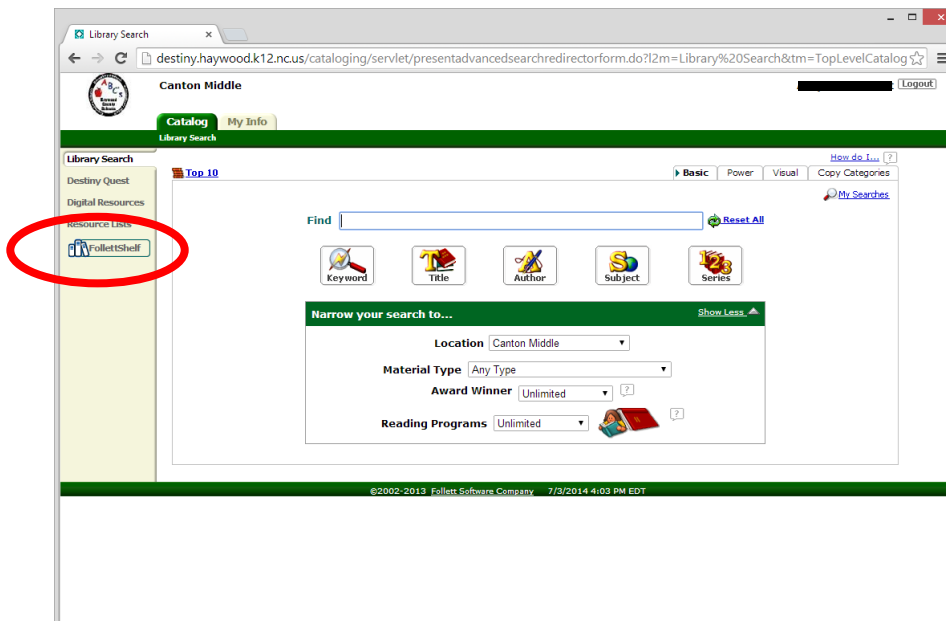 Library Search
destiny.haywood.k12.nc.us/cataloging/servlet/presentadvancedsearchredirectorform.do?l2m=Library%20Search&tm=TopLevelCatalog
ABCs
Canton Middle
Logout
Catalog My Info
Library Search
Library Search
How do I... ?
Top 10
Basic Power Visual Copy Categories
Destiny Quest
My Searches
Digital Resources
Resource Lists
Find
Reset All
FollettShelf
Keyword Title Author Subject Series
Narrow your search to... Show Less
Location Canton Middle
Material Type Any Type
Award Winner Unlimited ?
Reading Programs Unlimited ?
©2002-2013 Follett Software Company 7/3/2014 4:03 PM EDT